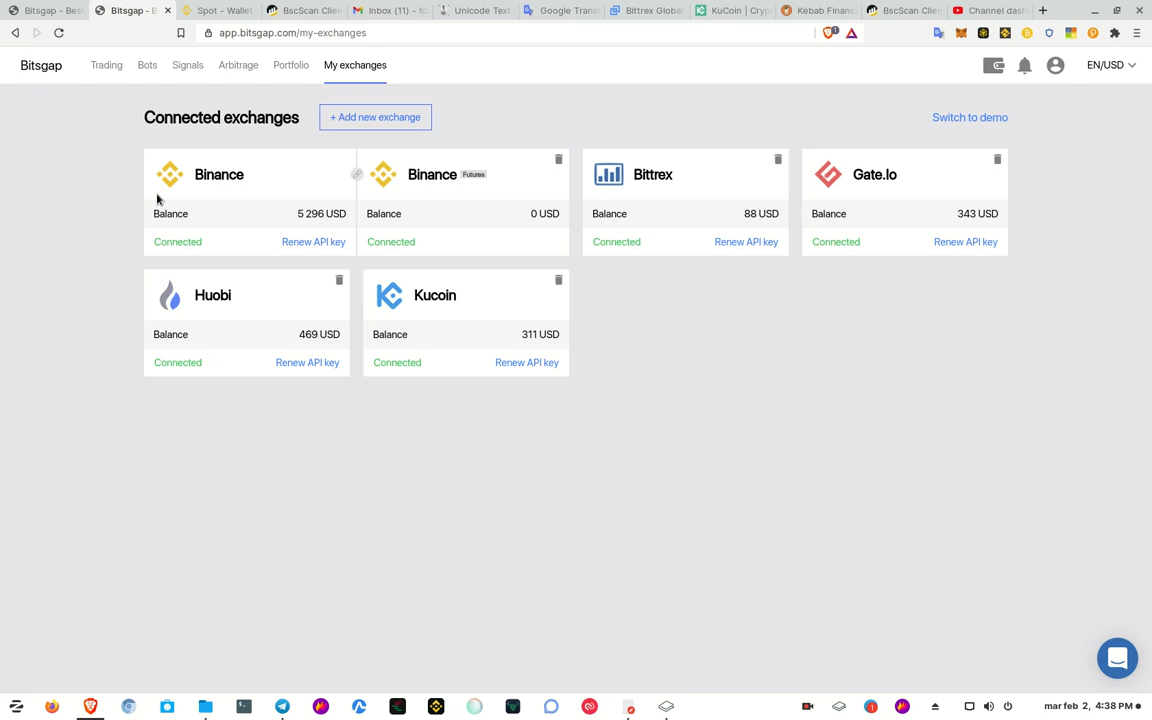 Bitsgap - Bes
Bitsgap - B
Spot - Wallet
BscScan Clien
Inbox (11) - fo
Unicode Text
Google Trans
Bittrex Global
KuCoin | Cryp
Kebab Financ
BscScan Clien
Channel dash
app.bitsgap.com/my-exchanges
1
Bitsgap
Trading
Bots
Signals
Arbitrage
Portfolio
My exchanges
EN/USD
Connected exchanges
+ Add new exchange
Switch to demo
Binance
Binance Futures
Bittrex
Gate.Io
Balance 5 296 USD
Balance 0 USD
Balance 88 USD
Balance 343 USD
Connected Renew API key
Connected
Connected Renew API key
Connected Renew API key
Huobi
Kucoin
Balance 469 USD
Balance 311 USD
Connected Renew API key
Connected Renew API key
1
mar feb 2, 4:38 PM